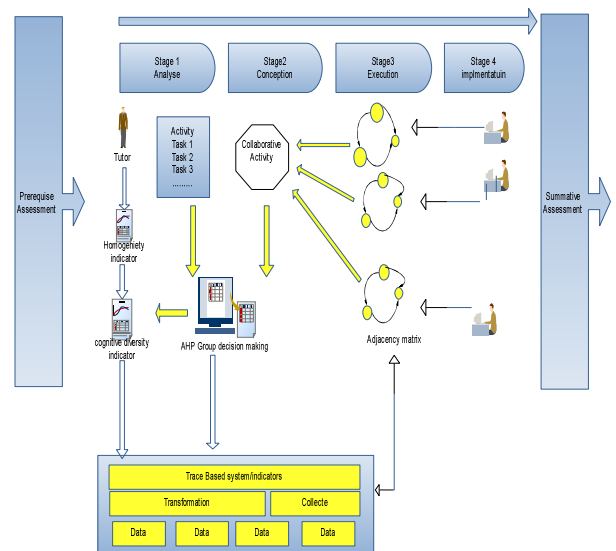 Stage 1
Analyse
Stage2
Conception
Stage3
Execution
Stage 4
implmentatuin
Prerequise
Assessment
Summative
Assessment
Tutor
Activity
Task 1
Task 2
Task 3
.........
Collaborative
Activity
Homogeniety
indicator
cognitive diversity
indicator
AHP Group decision making
Adjacency matrix
Trace Based system/indicators
Transformation
Collecte
Data
Data
Data
Data